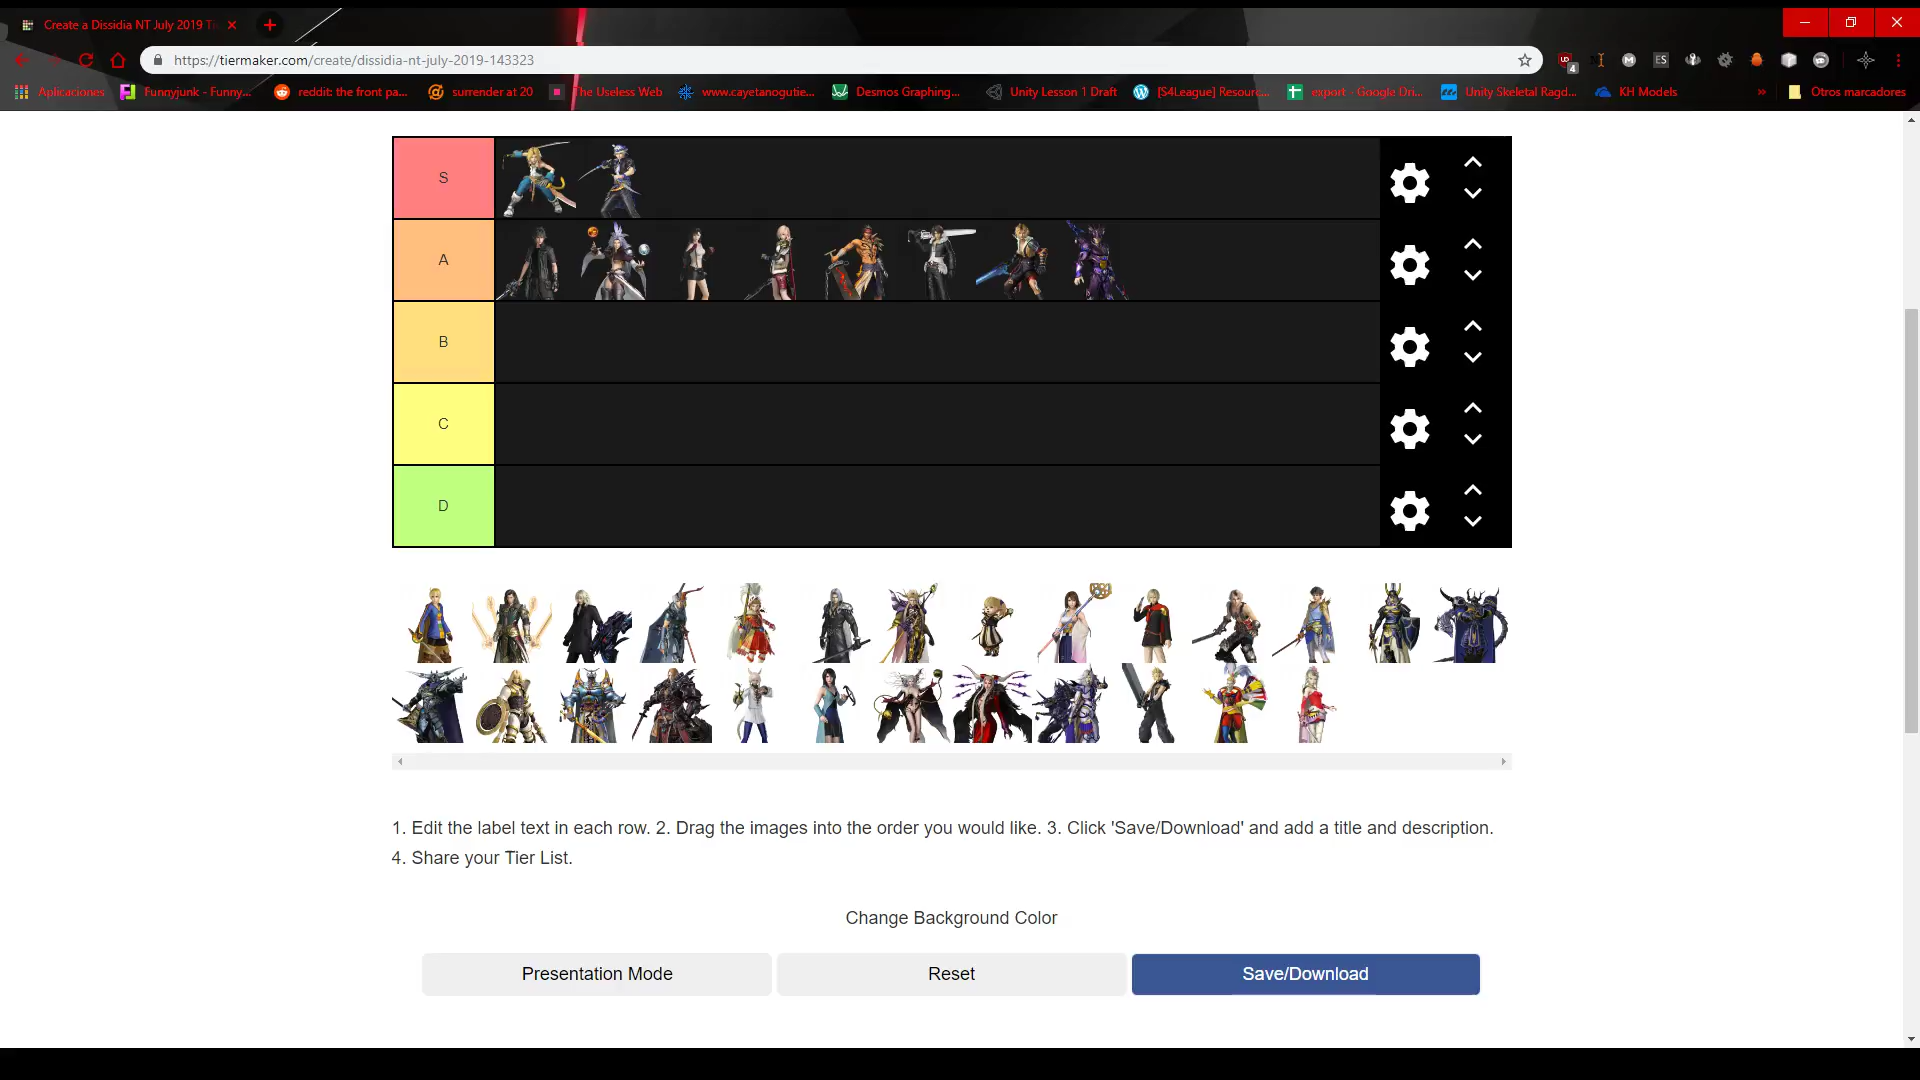 Create a Dissidia NT July 2019 Ti
https://tiermaker.com/create/dissidia-nt-july-2019-143323
4
ES
Aplicaciones
Funnyjunk - Funny...
reddit: the front pa...
surrender at 20
The Useless Web
www.cayetanogutie...
Desmos Graphing...
Unity Lesson 1 Draft
[S4League] Resourc...
export - Google Dri...
Unity Skeletal Ragd...
KH Models
»
Otros marcadores
S
A
B
C
D
1. Edit the label text in each row. 2. Drag the images into the order you would like. 3. Click 'Save/Download' and add a title and description.
4. Share your Tier List.
Change Background Color
Presentation Mode
Reset
Save/Download